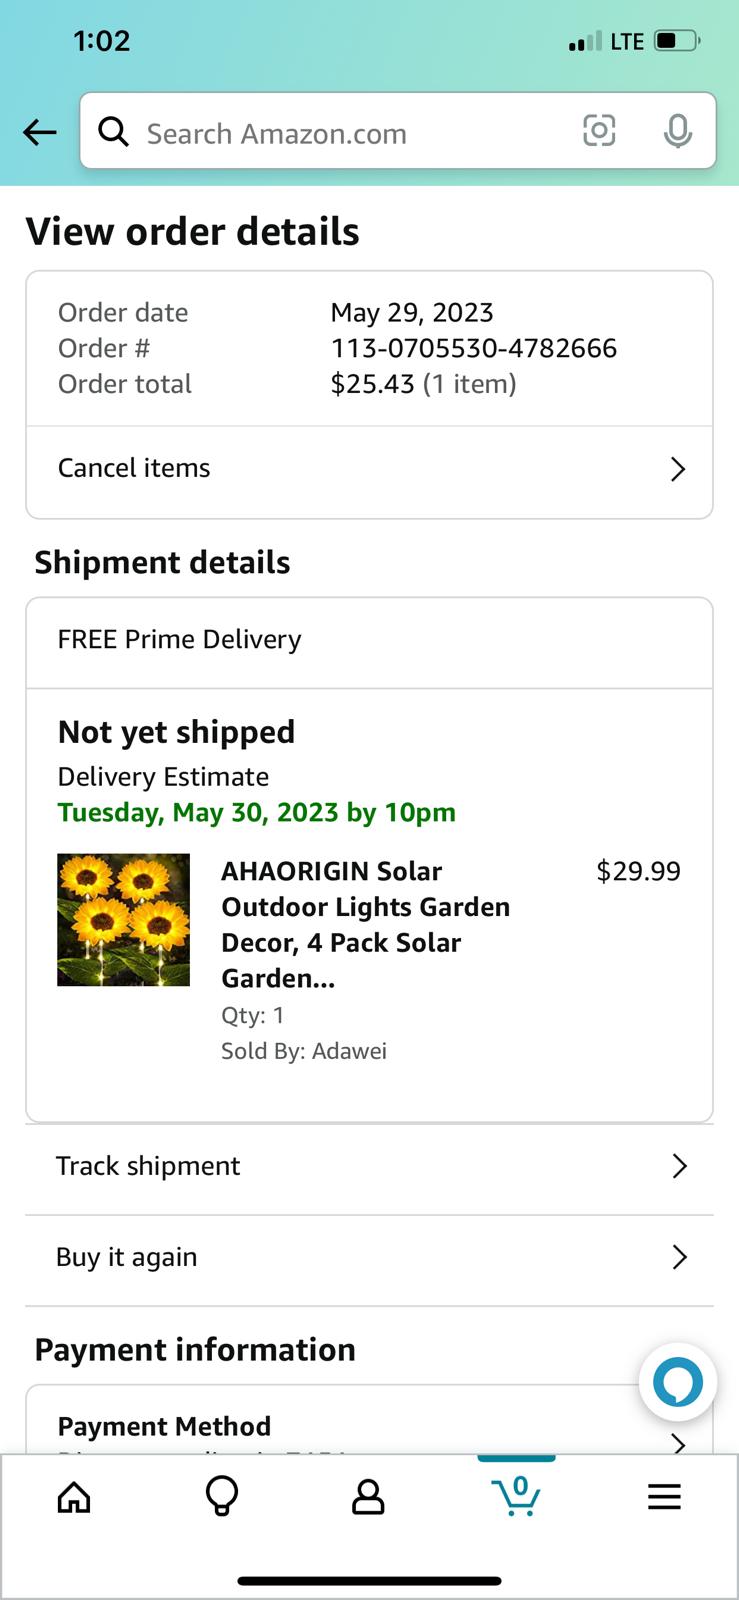 1:02
LTE
Search Amazon.com
View order details
Order date May 29, 2023
Order # 113-0705530-4782666
Order total $25.43 (1 item)
Cancel items
Shipment details
FREE Prime Delivery
Not yet shipped
Delivery Estimate
Tuesday, May 30, 2023 by 10pm
AHAORIGIN Solar $29.99
Outdoor Lights Garden
Decor, 4 Pack Solar
Garden...
Qty: 1
Sold By: Adawei
Track shipment
Buy it again
Payment information
Payment Method
0